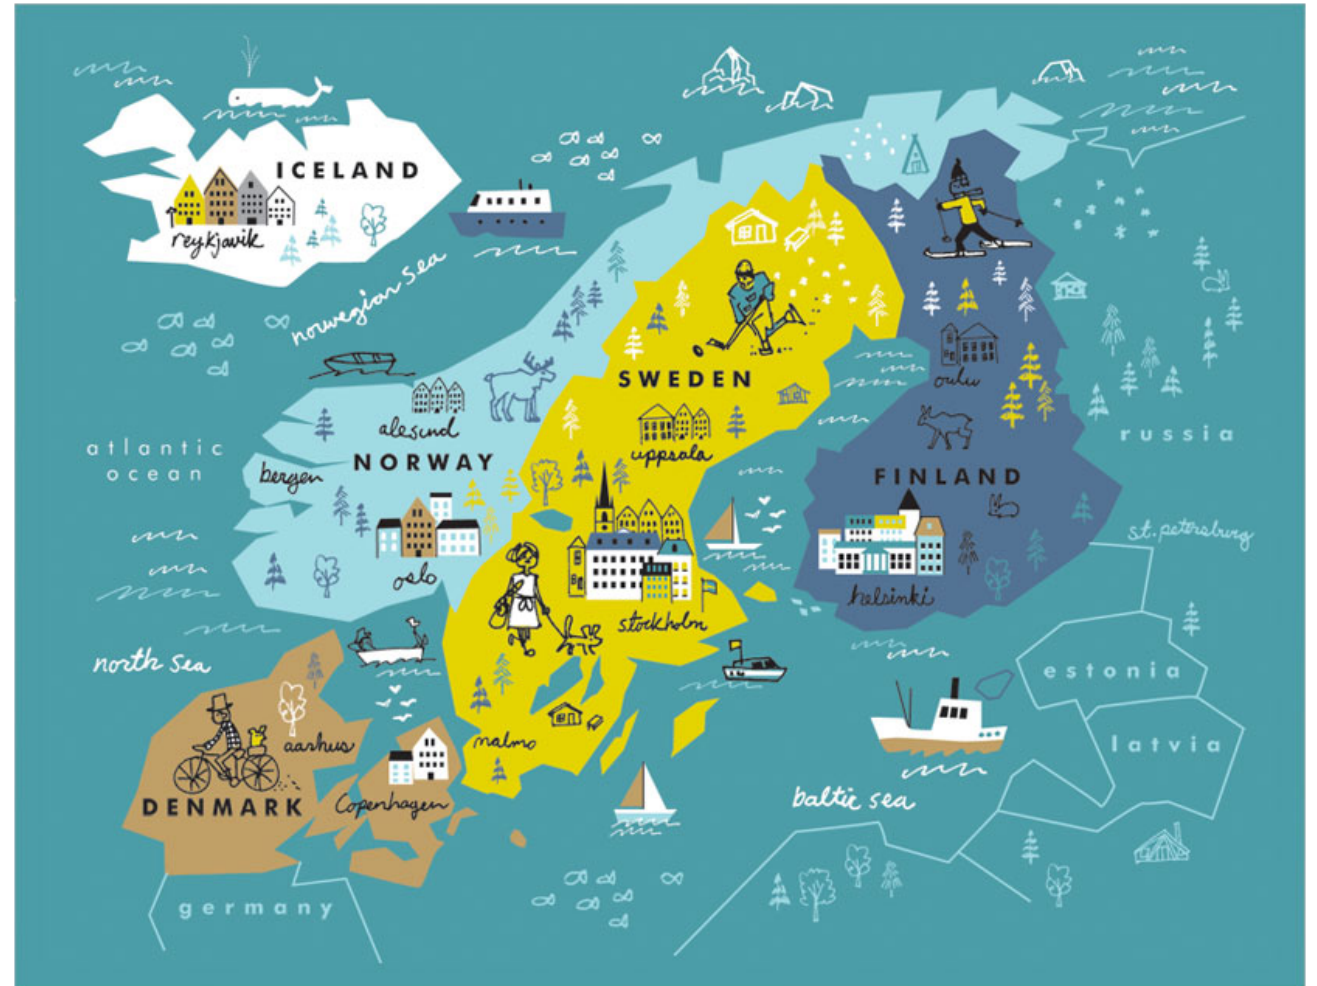 ICELAND
reykjavik
norwegian sea
SWEDEN
oulu
alesund
atlantic
ocean
russia
uppsala
bergen
NORWAY
FINLAND
st. petersburg
oslo
helsinki
stockholm
north sea
estonia
malmo
aarhus
latvia
DENMARK
Copenhagen
baltic sea
germany